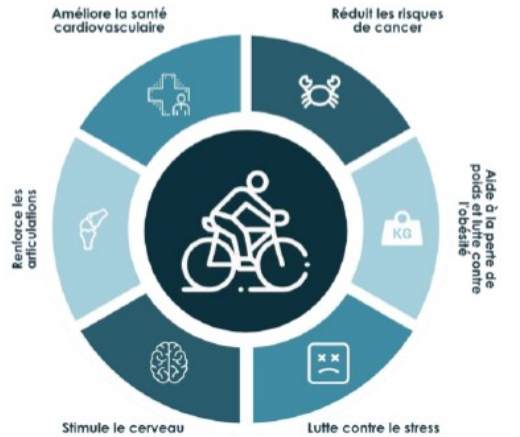 Améliore la santé
cardiovasculaire
Réduit les risques
de cancer
Aide à la perte de
poids et lutte contre
l'obésité
KG
Lutte contre le stress
Stimule le cerveau
Renforce les
articulations